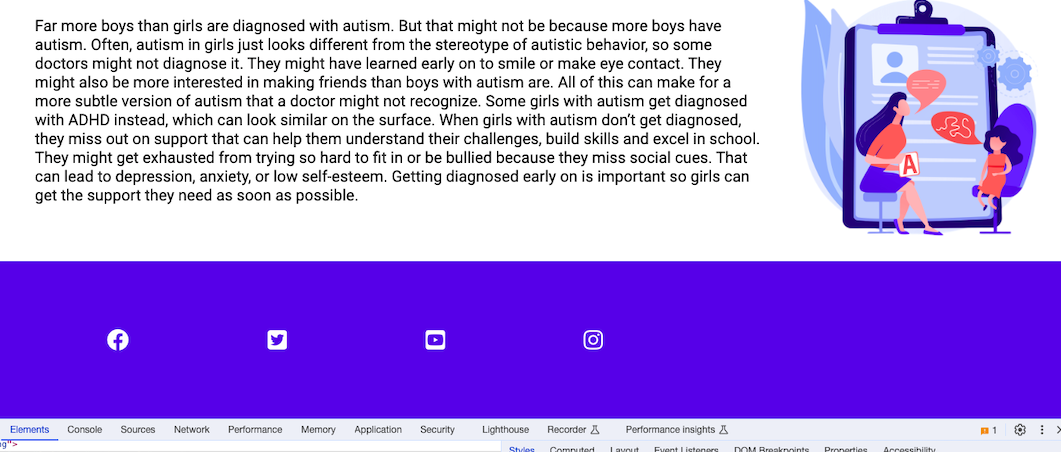 Far more boys than girls are diagnosed with autism. But that might not be because more boys have
autism. Often, autism in girls just looks different from the stereotype of autistic behavior, so some
doctors might not diagnose it. They might have learned early on to smile or make eye contact. They
might also be more interested in making friends than boys with autism are. All of this can make for a
more subtle version of autism that a doctor might not recognize. Some girls with autism get diagnosed
with ADHD instead, which can look similar on the surface. When girls with autism don’t get diagnosed,
they miss out on support that can help them understand their challenges, build skills and excel in school.
They might get exhausted from trying so hard to fit in or be bullied because they miss social cues. That
can lead to depression, anxiety, or low self-esteem. Getting diagnosed early on is important so girls can
get the support they need as soon as possible.
A
Elements Console Sources Network Performance Memory Application Security Lighthouse Recorder Performance insights 1
ng">
Styles Computed Layout Event Listeners DOM Breakpoints Properties Accessibility